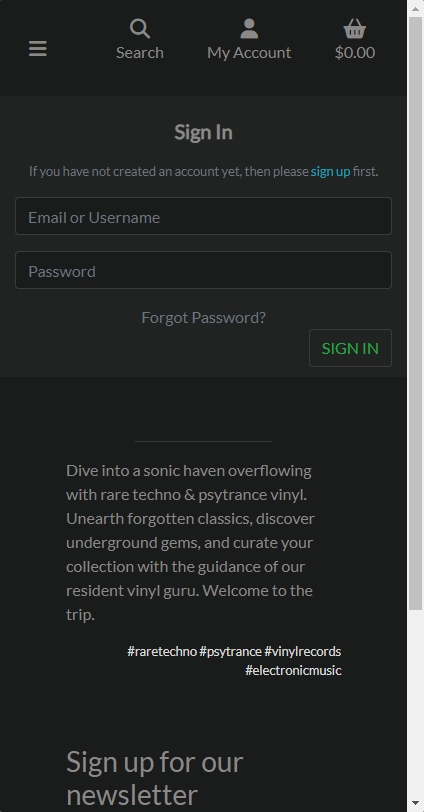 Search
My Account
$0.00
Sign In
If you have not created an account yet, then please sign up first.
Email or Username
Password
Forgot Password?
SIGN IN
Dive into a sonic haven overflowing
with rare techno & psytrance vinyl.
Unearth forgotten classics, discover
underground gems, and curate your
collection with the guidance of our
resident vinyl guru. Welcome to the
trip.
#raretechno #psytrance #vinylrecords
#electronicmusic
Sign up for our
newsletter